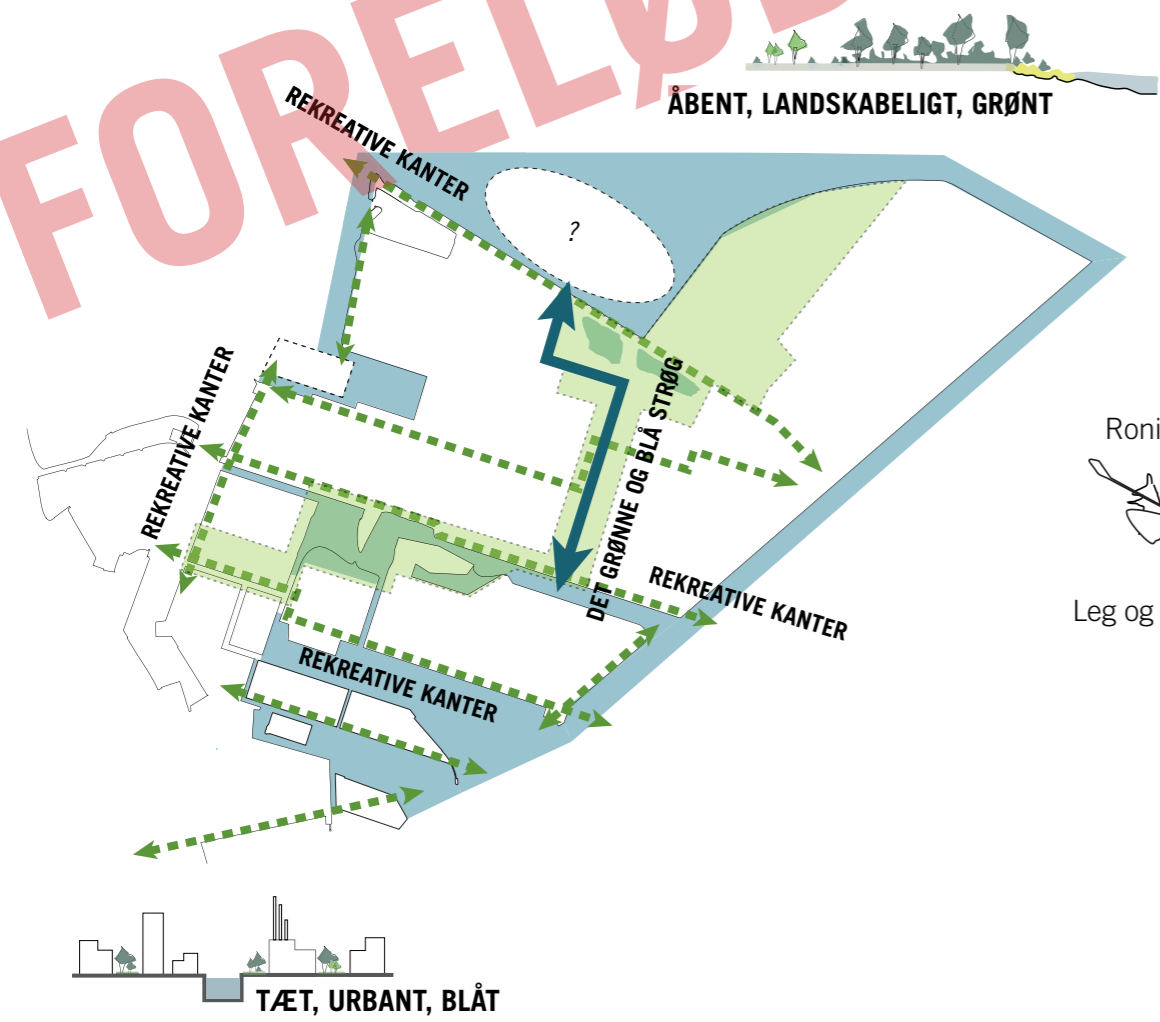 FORELØ
ÅBENT, LANDSKABELIGT, GRØNT
REKREATIVE KANTER
?
REKREATIVE KANTER
DET GRØNNE OG BLÅ STRØG
Roni
REKREATIVE KANTER
Leg og
REKREATIVE KANTER
TÆT, URBANT, BLÅT